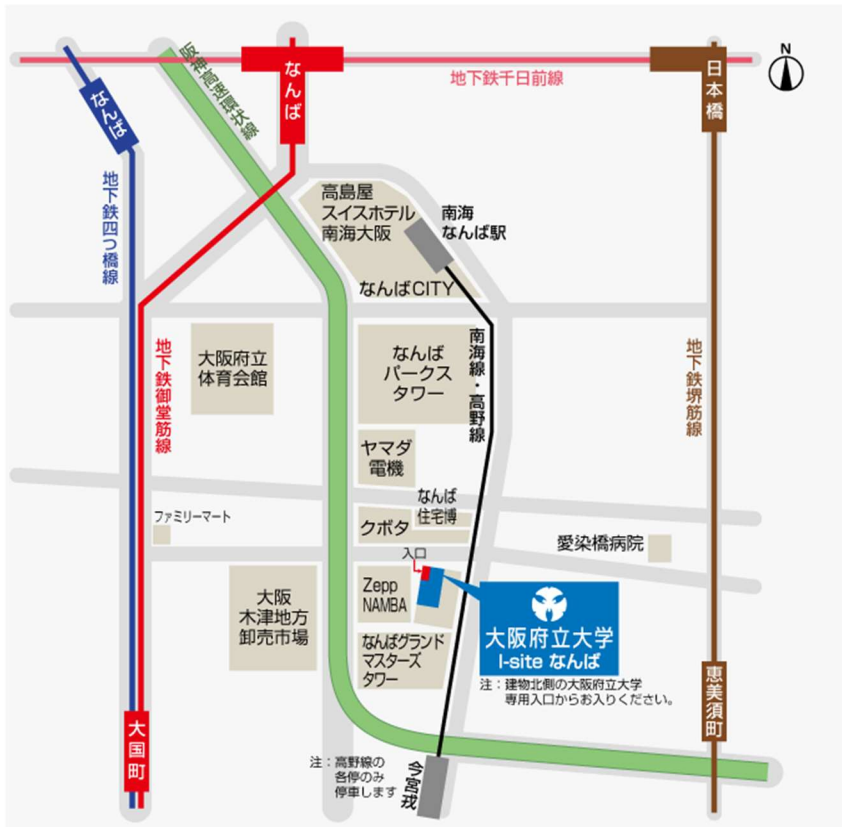 なんば
阪神高速環状線
なんば
地下鉄千日前線
日本橋
N
地下鉄四つ橋線
高島屋
スイスホテル
南海大阪
南海
なんば駅
なんばCITY
地下鉄御堂筋線
大阪府立
体育会館
なんば
パークス
タワー
南海線・高野線
地下鉄堺筋線
ヤマダ
電機
なんば
住宅博
ファミリーマート
クボタ
入口
愛染橋病院
Zepp
NAMBA
大阪
木津地方
卸売市場
大阪府立大学
I-site なんば
なんばグランド
マスターズ
タワー
注：建物北側の大阪府立大学
専用入口からお入りください。
恵美須町
大国町
注：高野線の
各停のみ
停車します
今宮戎